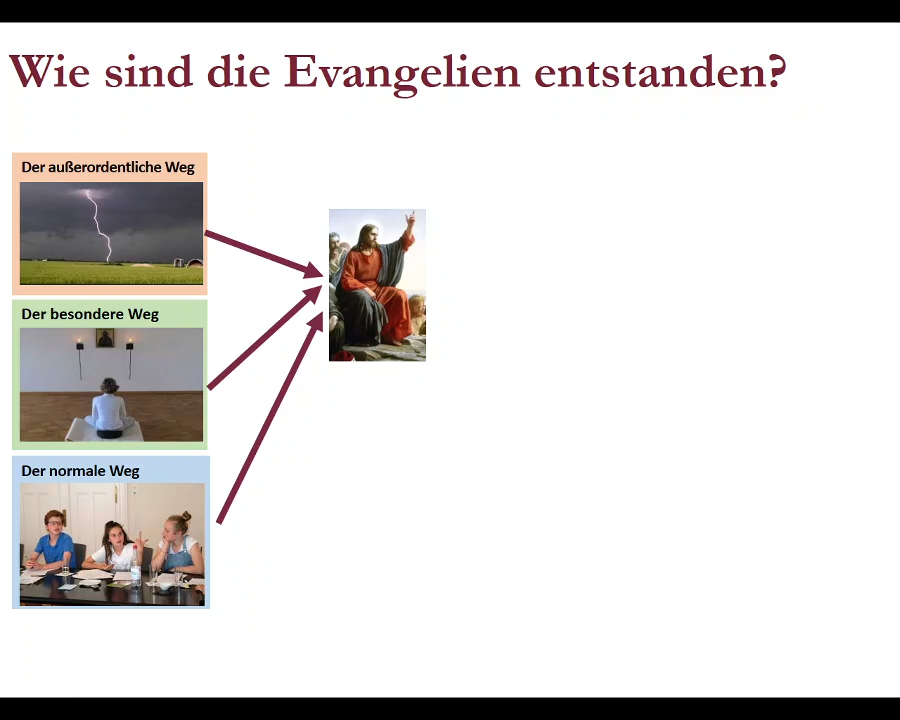 Wie sind die Evangelien entstanden?
Der außerordentliche Weg
Der besondere Weg
Der normale Weg